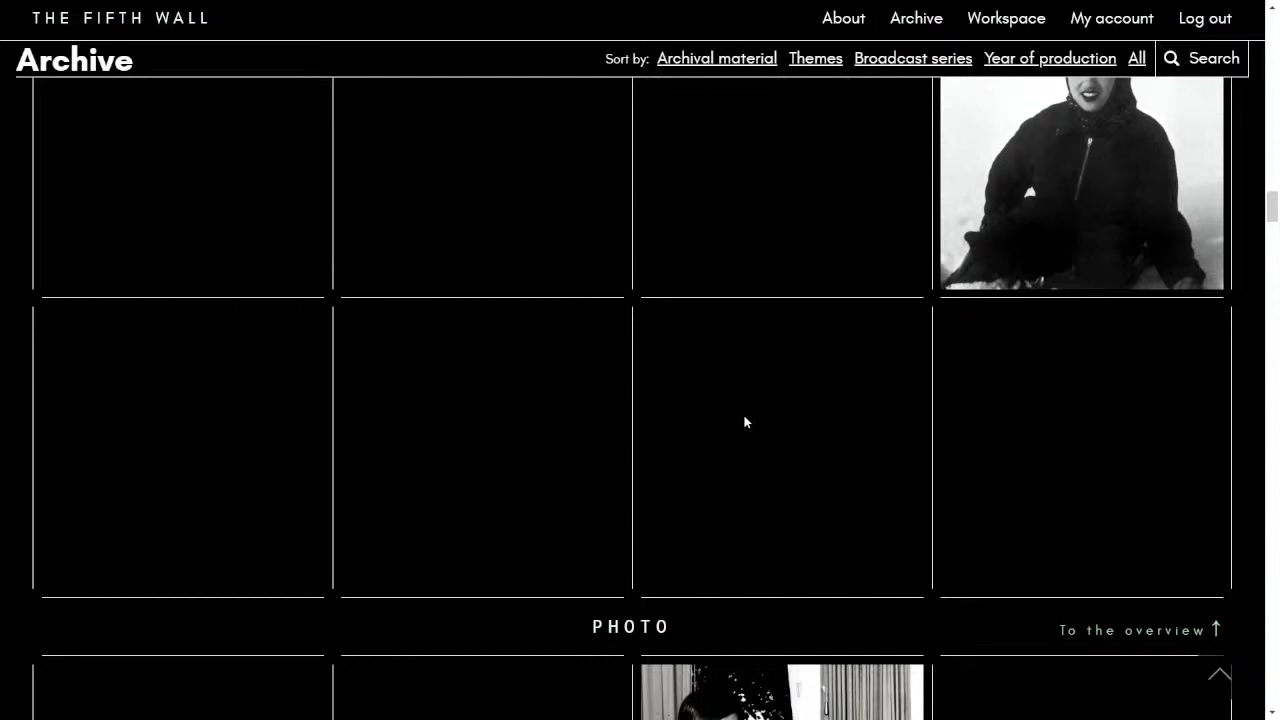 THE FIFTH WALL
About Archive Workspace My account Log out
Archive
Sort by: Archival material Themes Broadcast series Year of production All Search
PHOTO
To the overview ↑